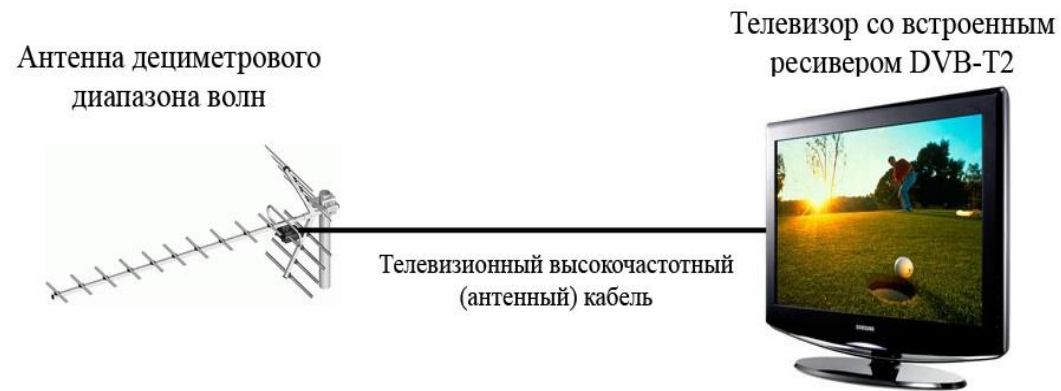 Антенна дециметрового
диапазона волн
Телевизор со встроенным
ресивером DVB-T2
Телевизионный высокочастотный
(антенный) кабель
SAMSUNG